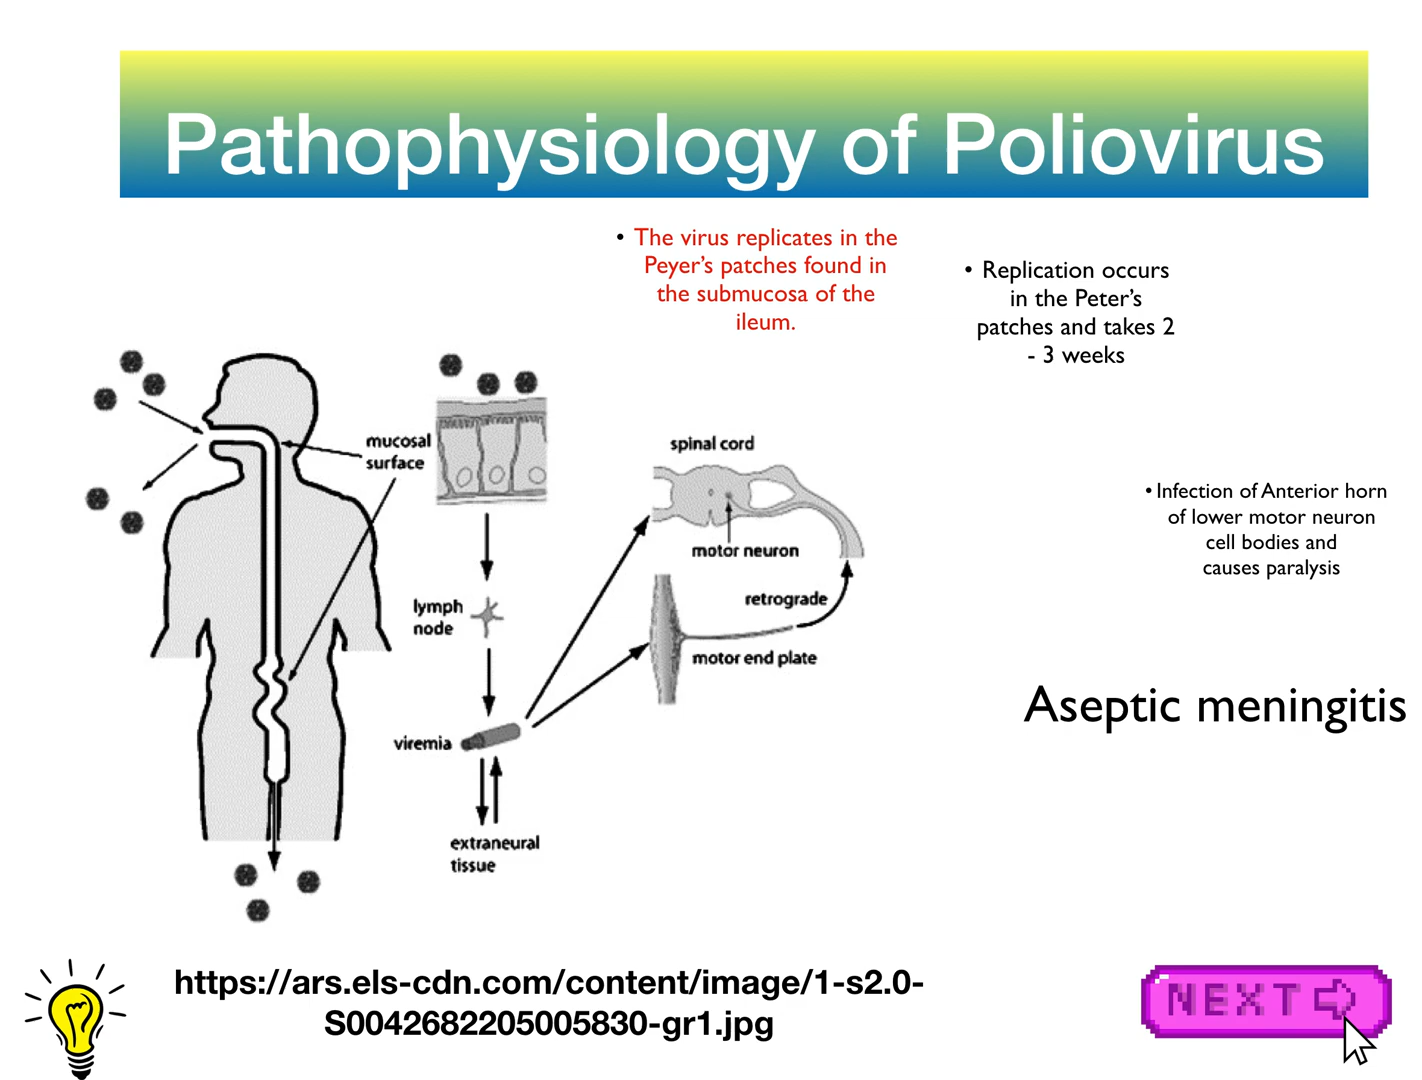 Pathophysiology of Poliovirus
• The virus replicates in the
Peyer’s patches found in
the submucosa of the
ileum.
• Replication occurs
in the Peter’s
patches and takes 2
- 3 weeks
mucosal
surface
spinal cord
motor neuron
• Infection of Anterior horn
of lower motor neuron
cell bodies and
causes paralysis
lymph
node
retrograde
motor end plate
Aseptic meningitis
viremia
extraneural
tissue
https://ars.els-cdn.com/content/image/1-s2.0-
S0042682205005830-gr1.jpg
NEXT